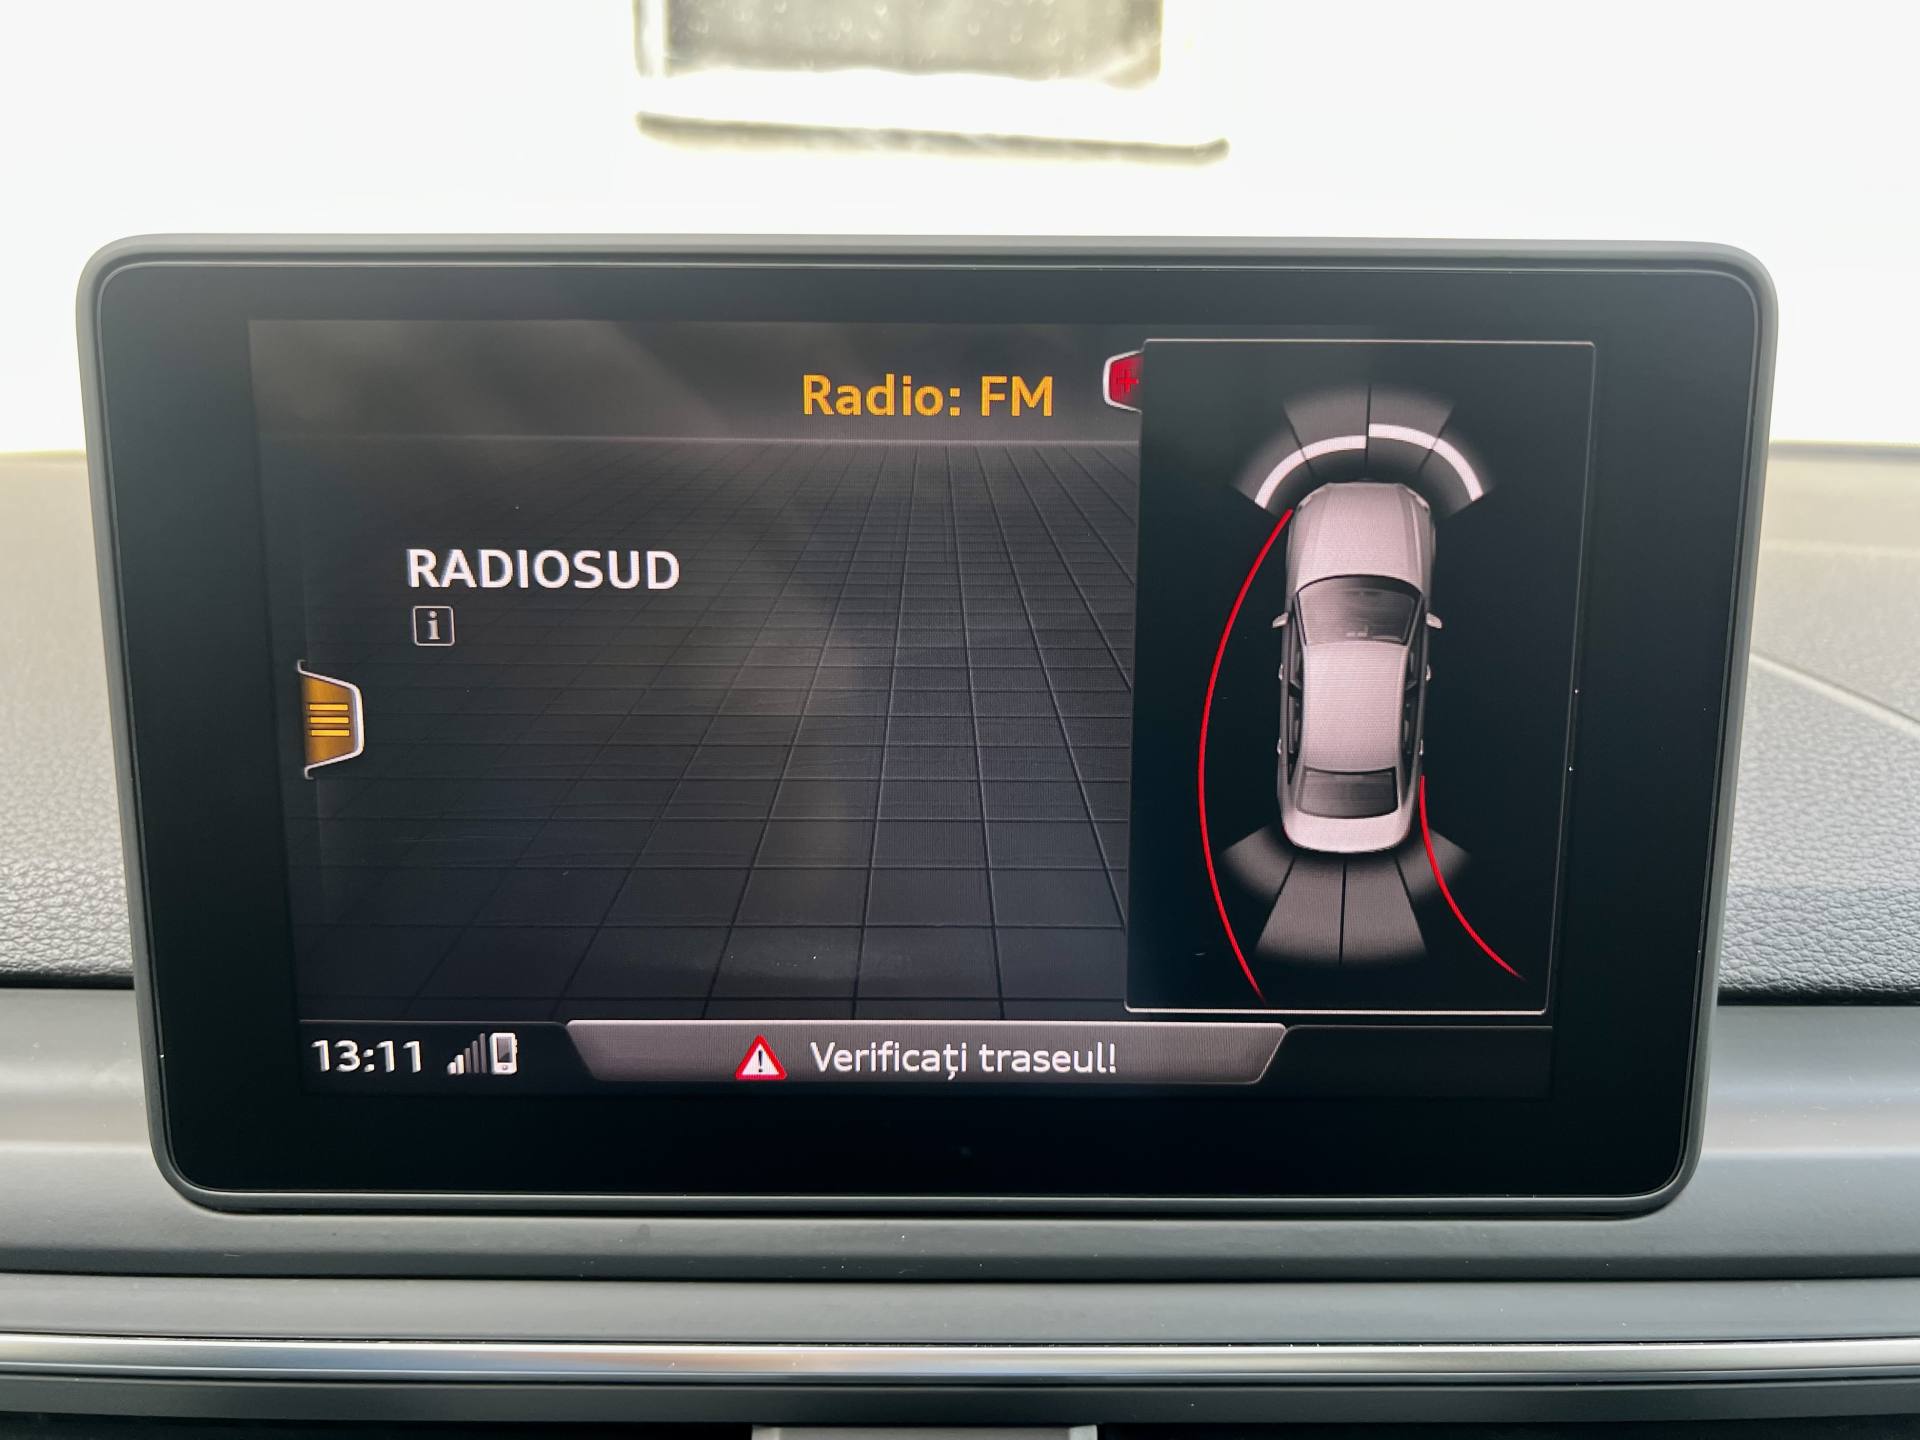 Radio: FM
RADIOSUD
i
13:11
Verificați traseul!